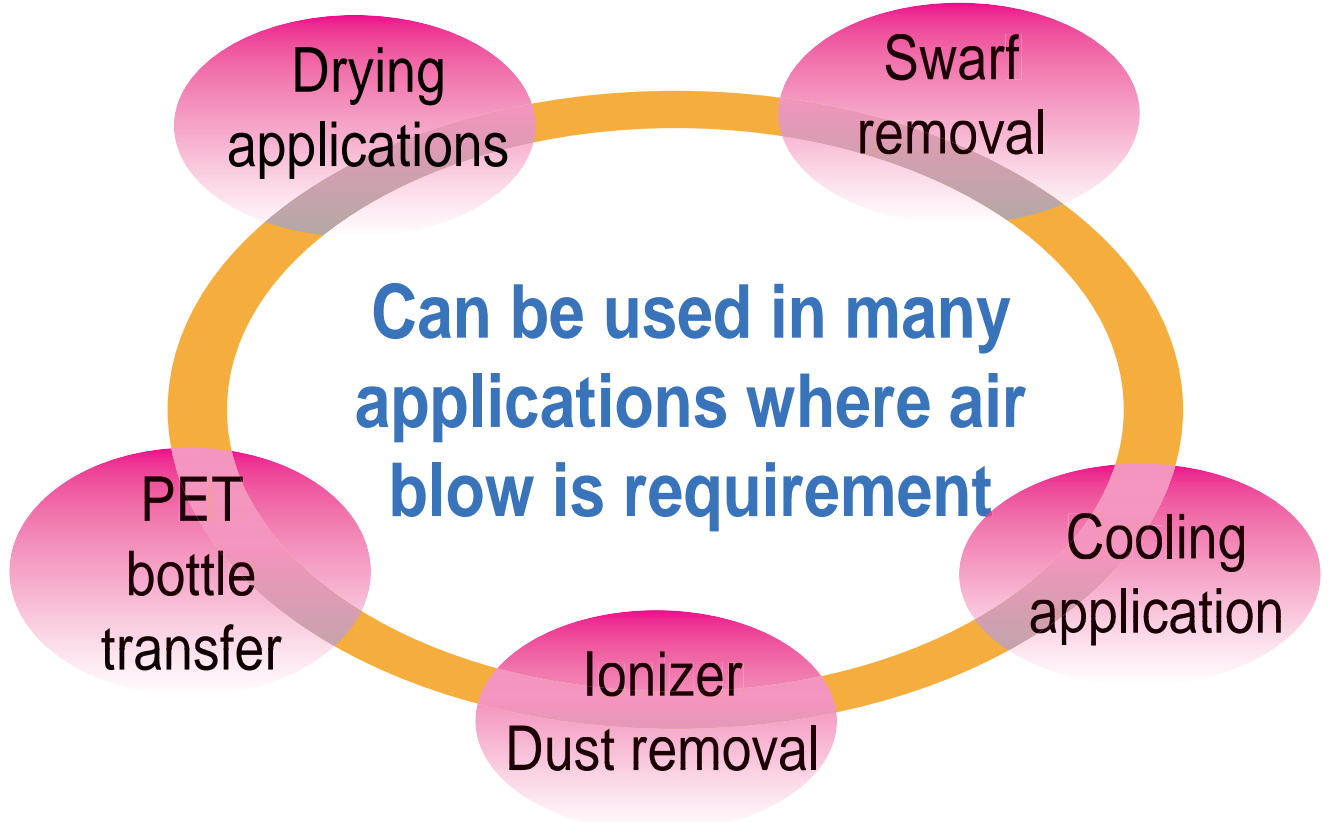 Drying
applications
Swarf
removal
Can be used in many
applications where air
blow is requirement
PET
bottle
transfer
Cooling
application
Ionizer
Dust removal